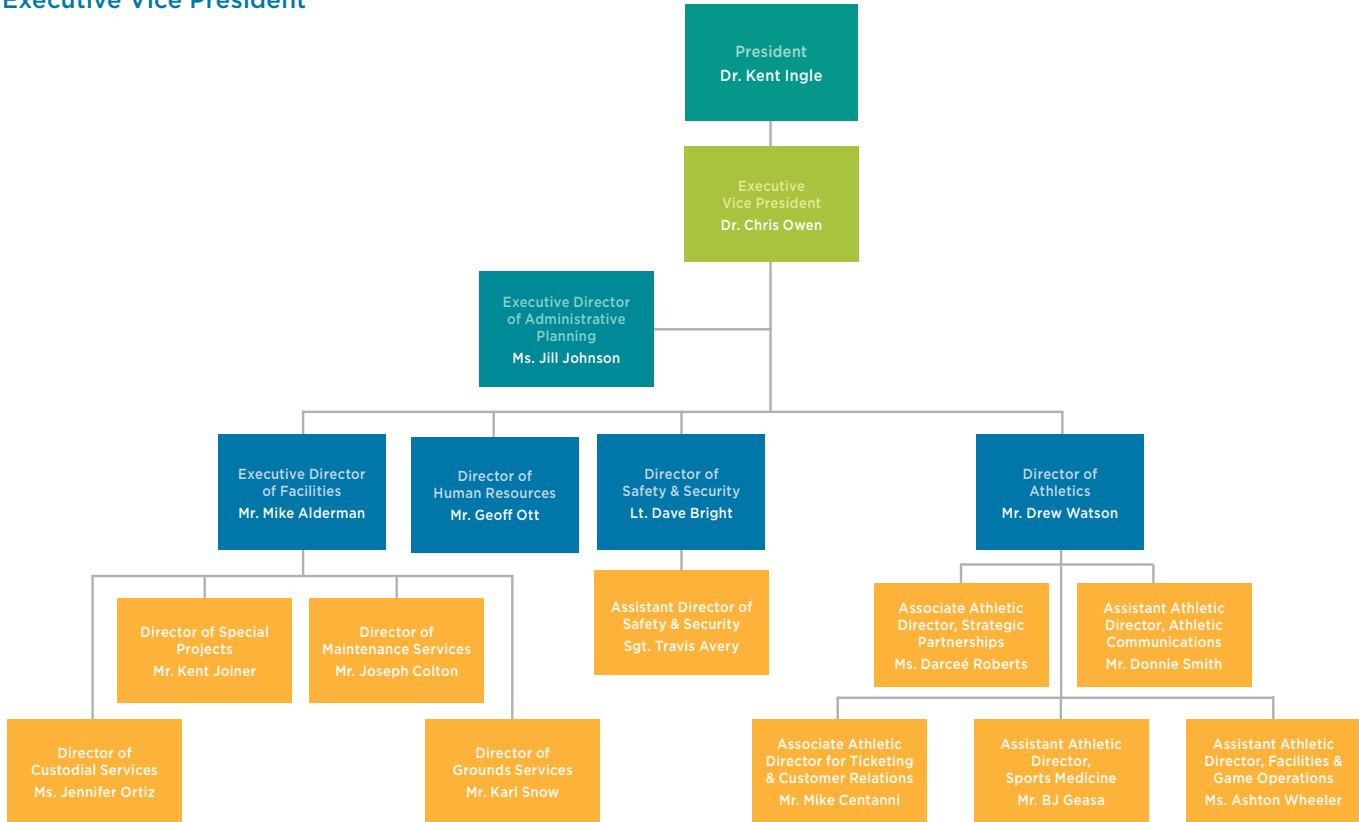 Executive Vice President
President
Dr. Kent Ingle
Executive
Vice President
Dr. Chris Owen
Executive Director
of Administrative
Planning
Ms. Jill Johnson
Executive Director
of Facilities
Mr. Mike Alderman
Director of
Human Resources
Mr. Geoff Ott
Director of
Safety & Security
Lt. Dave Bright
Director of
Athletics
Mr. Drew Watson
Director of Special
Projects
Mr. Kent Joiner
Director of
Maintenance Services
Mr. Joseph Colton
Assistant Director of
Safety & Security
Sgt. Travis Avery
Associate Athletic
Director, Strategic
Partnerships
Ms. Darceé Roberts
Assistant Athletic
Director, Athletic
Communications
Mr. Donnie Smith
Director of
Custodial Services
Ms. Jennifer Ortiz
Director of
Grounds Services
Mr. Karl Snow
Associate Athletic
Director for Ticketing
& Customer Relations
Mr. Mike Centanni
Assistant Athletic
Director,
Sports Medicine
Mr. BJ Geasa
Assistant Athletic
Director, Facilities &
Game Operations
Ms. Ashton Wheeler